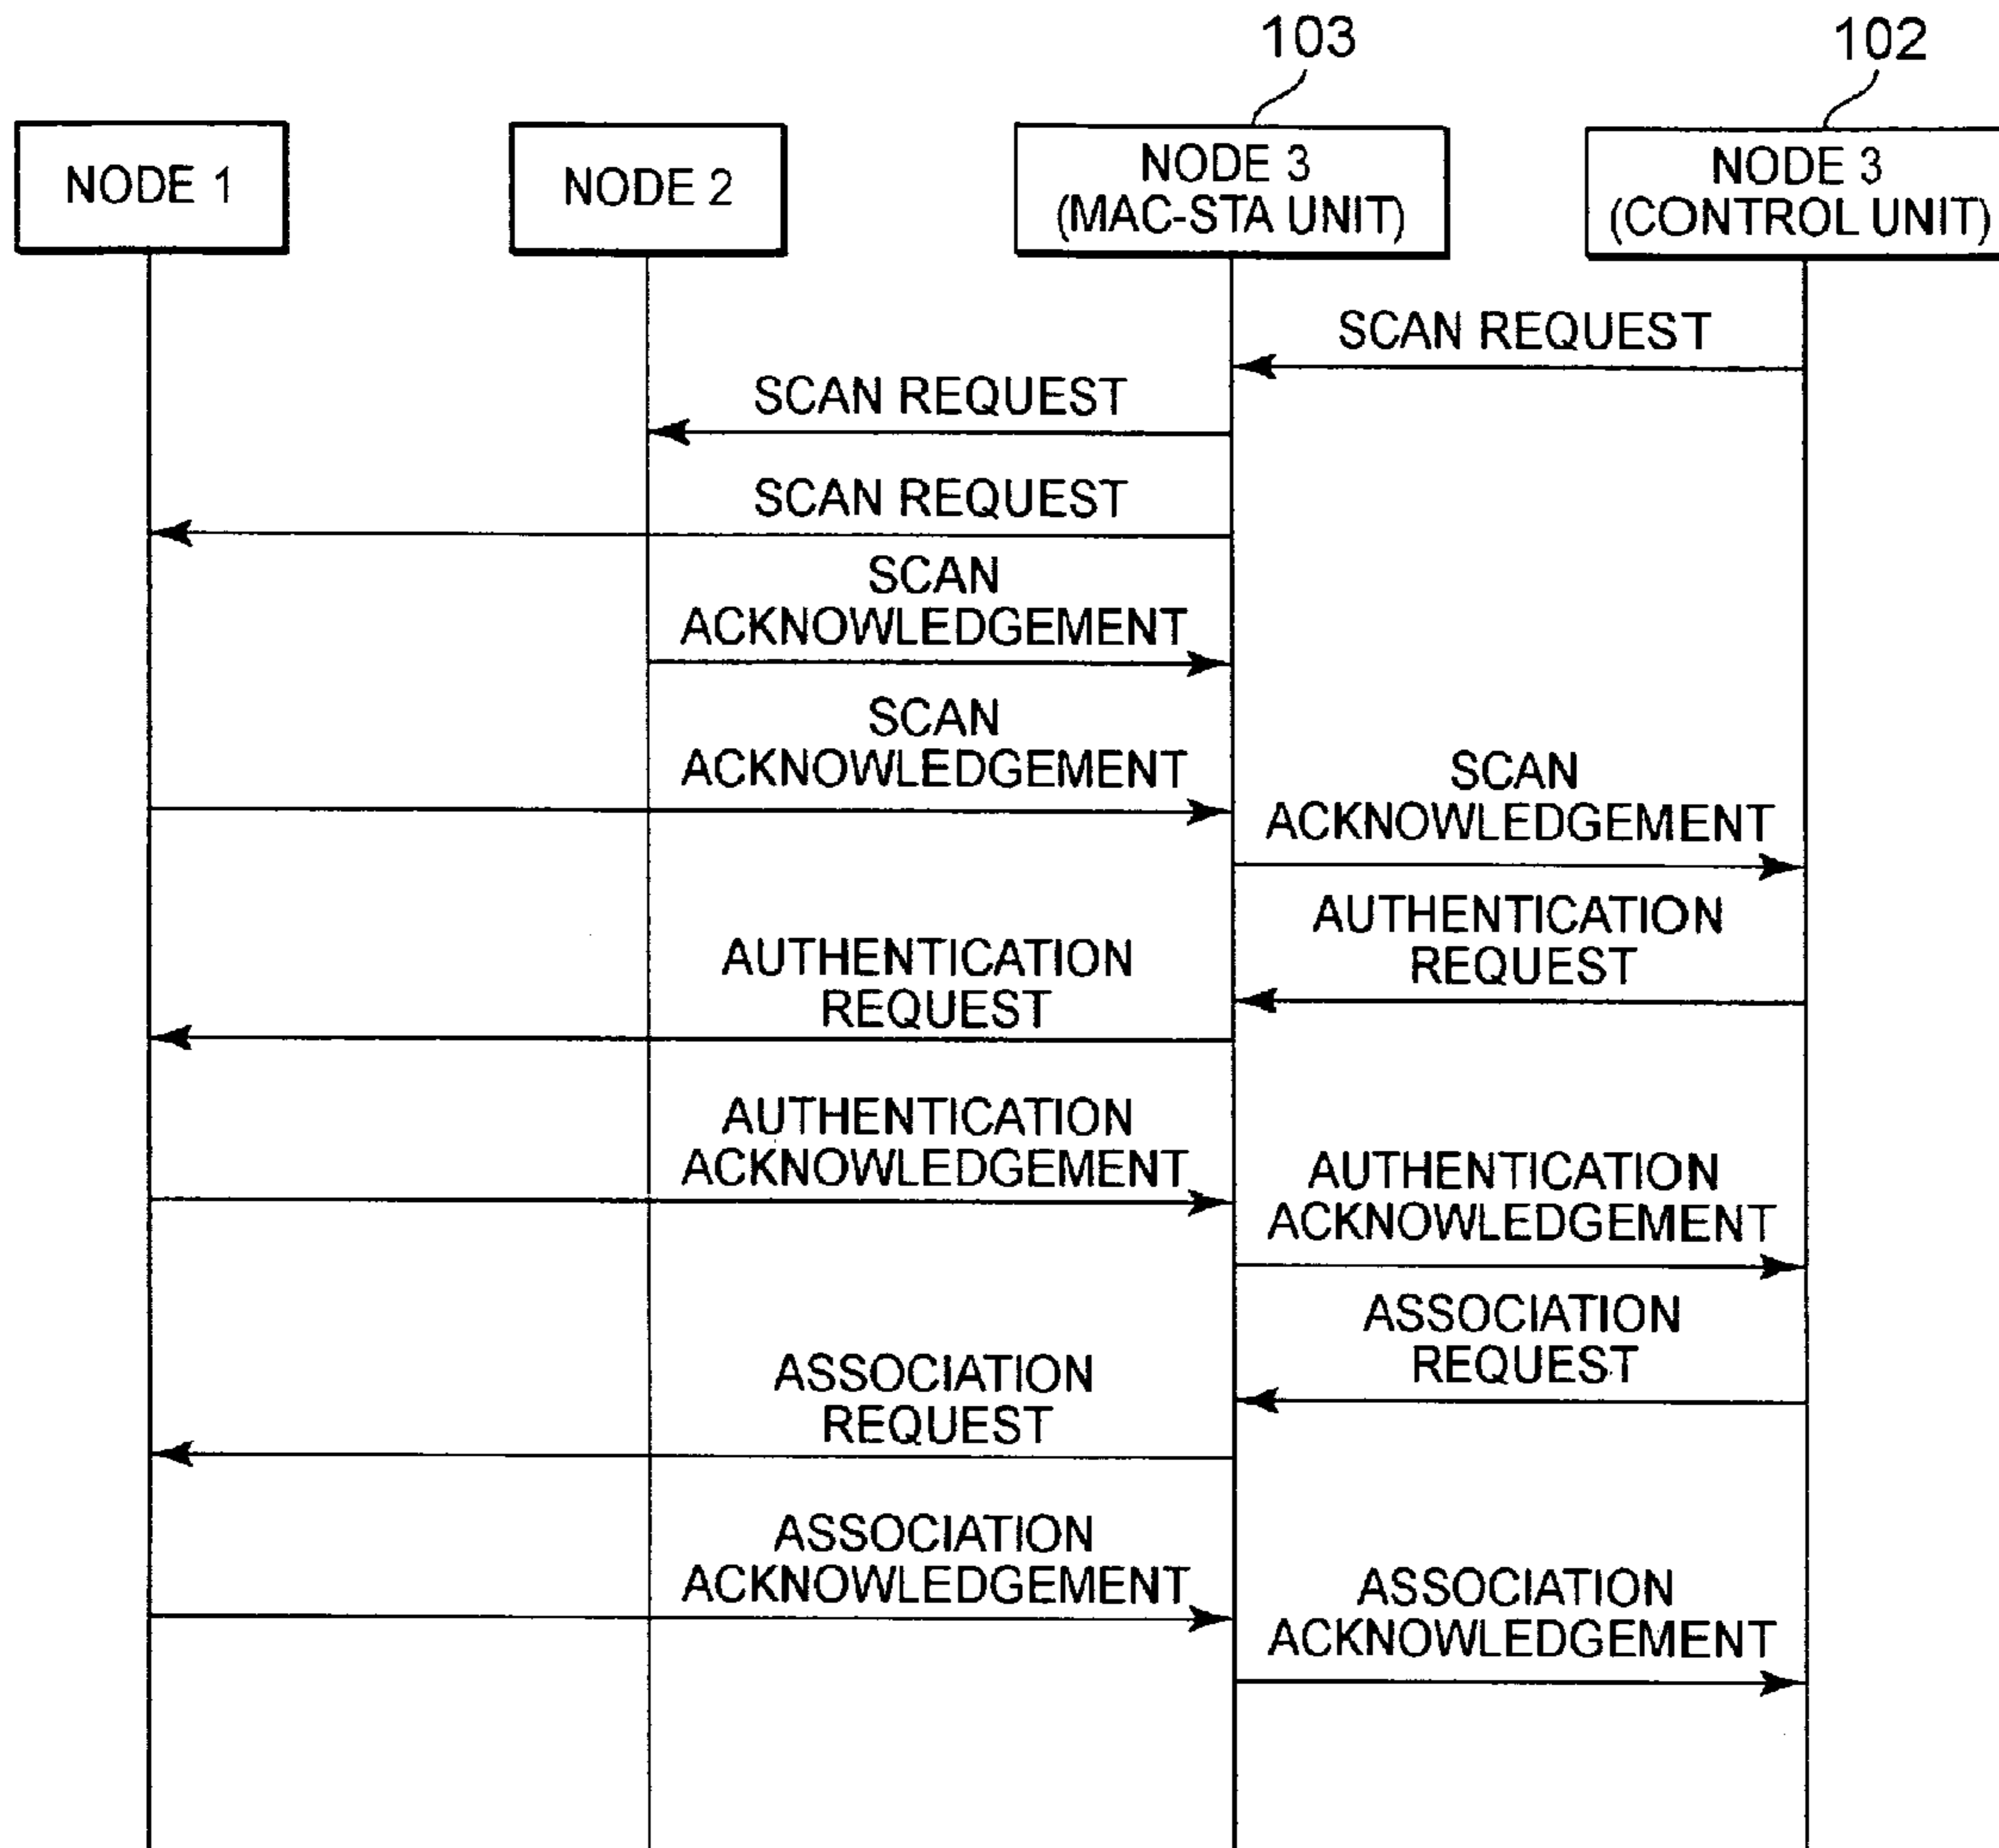 103
102
NODE 1
NODE 2
NODE 3
(MAC-STA UNIT)
NODE 3
(CONTROL UNIT)
SCAN REQUEST
SCAN REQUEST
SCAN REQUEST
SCAN
ACKNOWLEDGEMENT
SCAN
ACKNOWLEDGEMENT
SCAN
ACKNOWLEDGEMENT
AUTHENTICATION
REQUEST
AUTHENTICATION
REQUEST
AUTHENTICATION
ACKNOWLEDGEMENT
AUTHENTICATION
ACKNOWLEDGEMENT
ASSOCIATION
REQUEST
ASSOCIATION
REQUEST
ASSOCIATION
ACKNOWLEDGEMENT
ASSOCIATION
ACKNOWLEDGEMENT